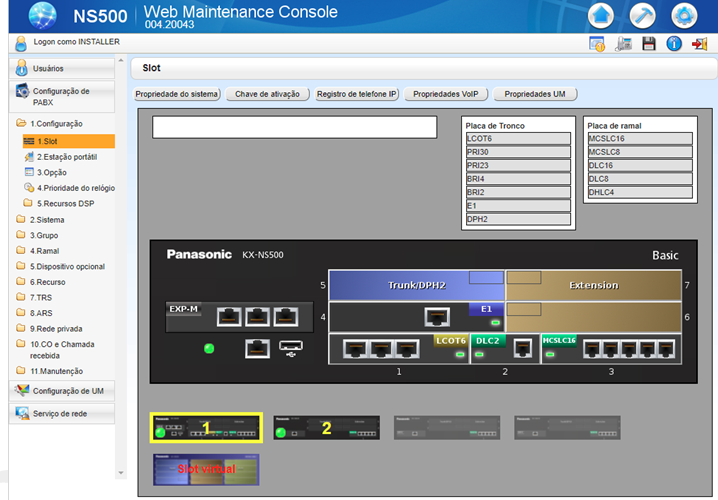 NS500 Web Maintenance Console
004.20043
Logon como INSTALLER
Usuários
Configuração de
PABX
1.Configuração
1.Slot
2.Estação portátil
3.Opção
4.Prioridade do relógio
5.Recursos DSP
2.Sistema
3.Grupo
4.Ramal
5.Dispositivo opcional
6.Recurso
7.TRS
8.ARS
9.Rede privada
10.CO e Chamada
recebida
11.Manutenção
Configuração de UM
Serviço de rede
Slot
Propriedade do sistema
Chave de ativação
Registro de telefone IP
Propriedades VoIP
Propriedades UM
Placa de Tronco
LCOT6
PRI30
PRI23
BRI4
BRI2
E1
DPH2
Placa de ramal
MCSLC16
MCSLC8
DLC16
DLC8
DHLC4
Panasonic KX-NS500
Basic
5 Trunk/DPH2 Extension 7
EXP-M 4 E1 6
LCOT6 DLC2 MCSLC16
1 2 3
1 2
Slot virtual